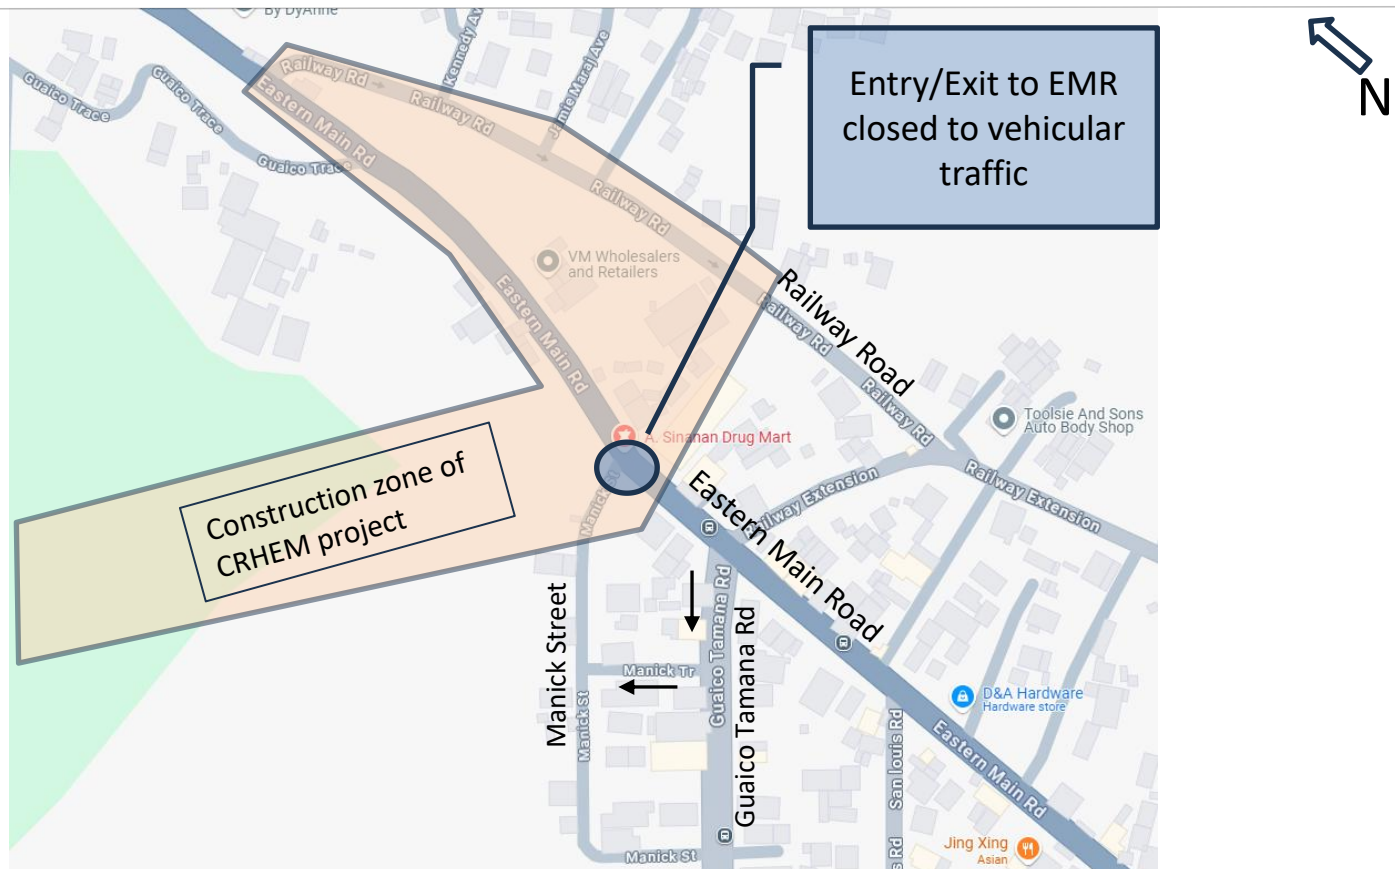 By DyAnne
Kennedy Av
Jamie Maraj Ave
Railway Rd
Railway Rd
Eastern Main Rd
Guaico Trace
Guaico Trace
Guaico Trace
Entry/Exit to EMR
closed to vehicular
traffic
N
Railway Rd
VM Wholesalers
and Retailers
Eastern Main Rd
Railway Road
Railway Rd
Railway Rd
Toolsie And Sons
Auto Body Shop
A. Sinanan Drug Mart
Construction zone of
CRHEM project
Manick St
Eastern Main Road
Railway Extension
Railway Extension
Manick Street
Manick Tr
Guaico Tamana Rd
Guaico Tamana Rd
Manick St
D&A Hardware
Hardware store
San louis Rd
Eastern Main Rd
Jing Xing
Asian
Manick St
s Rd